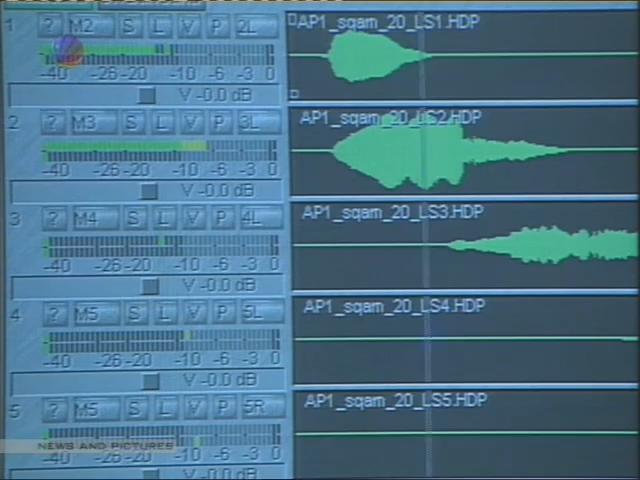 1 ? M2 S L V P 2L
-40 -26-20 -10 -6 -3 0
V -0.0 dB
AP1_sqam_20_LS1.HDP
2 ? M3 S L V P 3L
-40 -26-20 -10 -6 -3 0
V -0.0 dB
AP1_sqam_20_LS2.HDP
3 ? M4 S L V P 4L
-40 -26-20 -10 -6 -3 0
V -0.0 dB
AP1_sqam_20_LS3.HDP
4 ? M5 S L V P 5L
-40 -26-20 -10 -6 -3 0
V -0.0 dB
AP1_sqam_20_LS4.HDP
5 ? M5 S L V P 5R
-40 -26-20 -10 -6 -3 0
V -0.0 dB
AP1_sqam_20_LS5.HDP
NEWS AND PICTURES